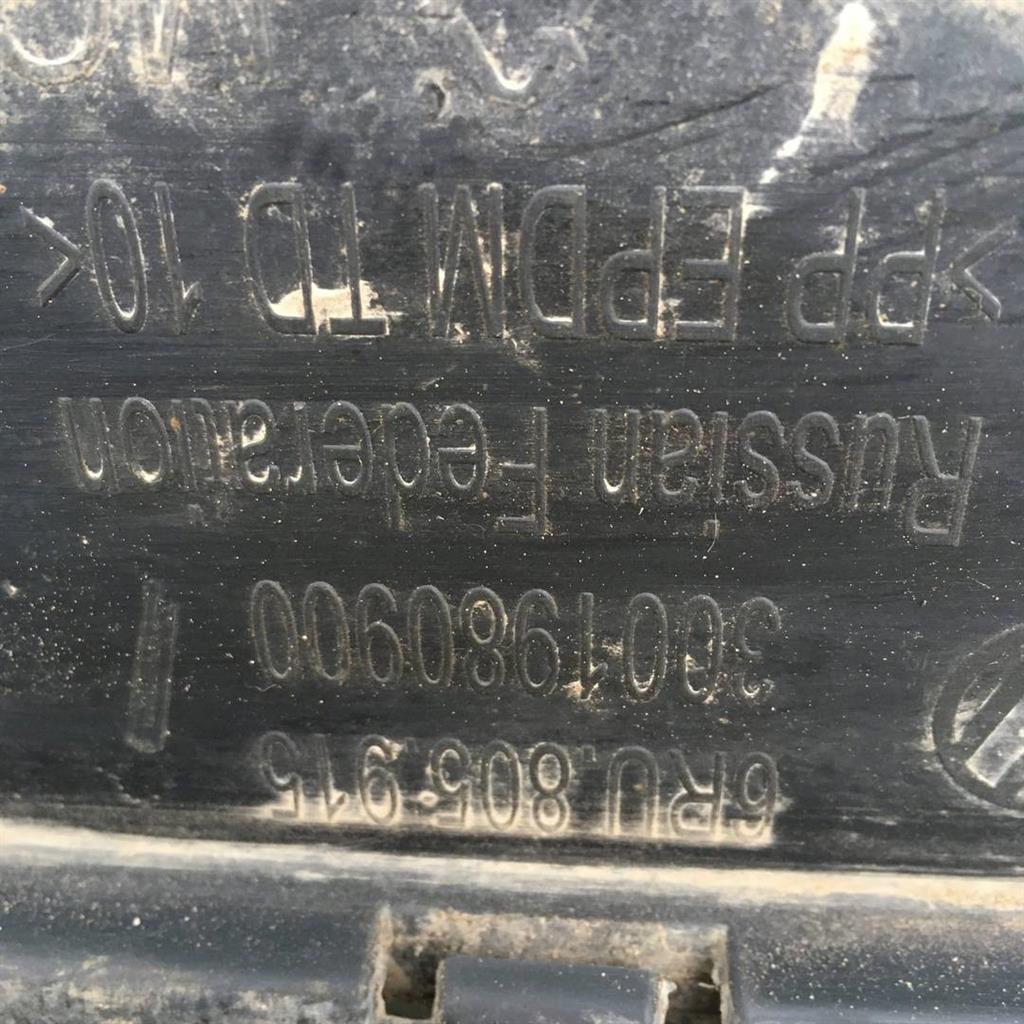 6RU.805.915
3001980900
Russian Federation
>PP EPDM TD 10<